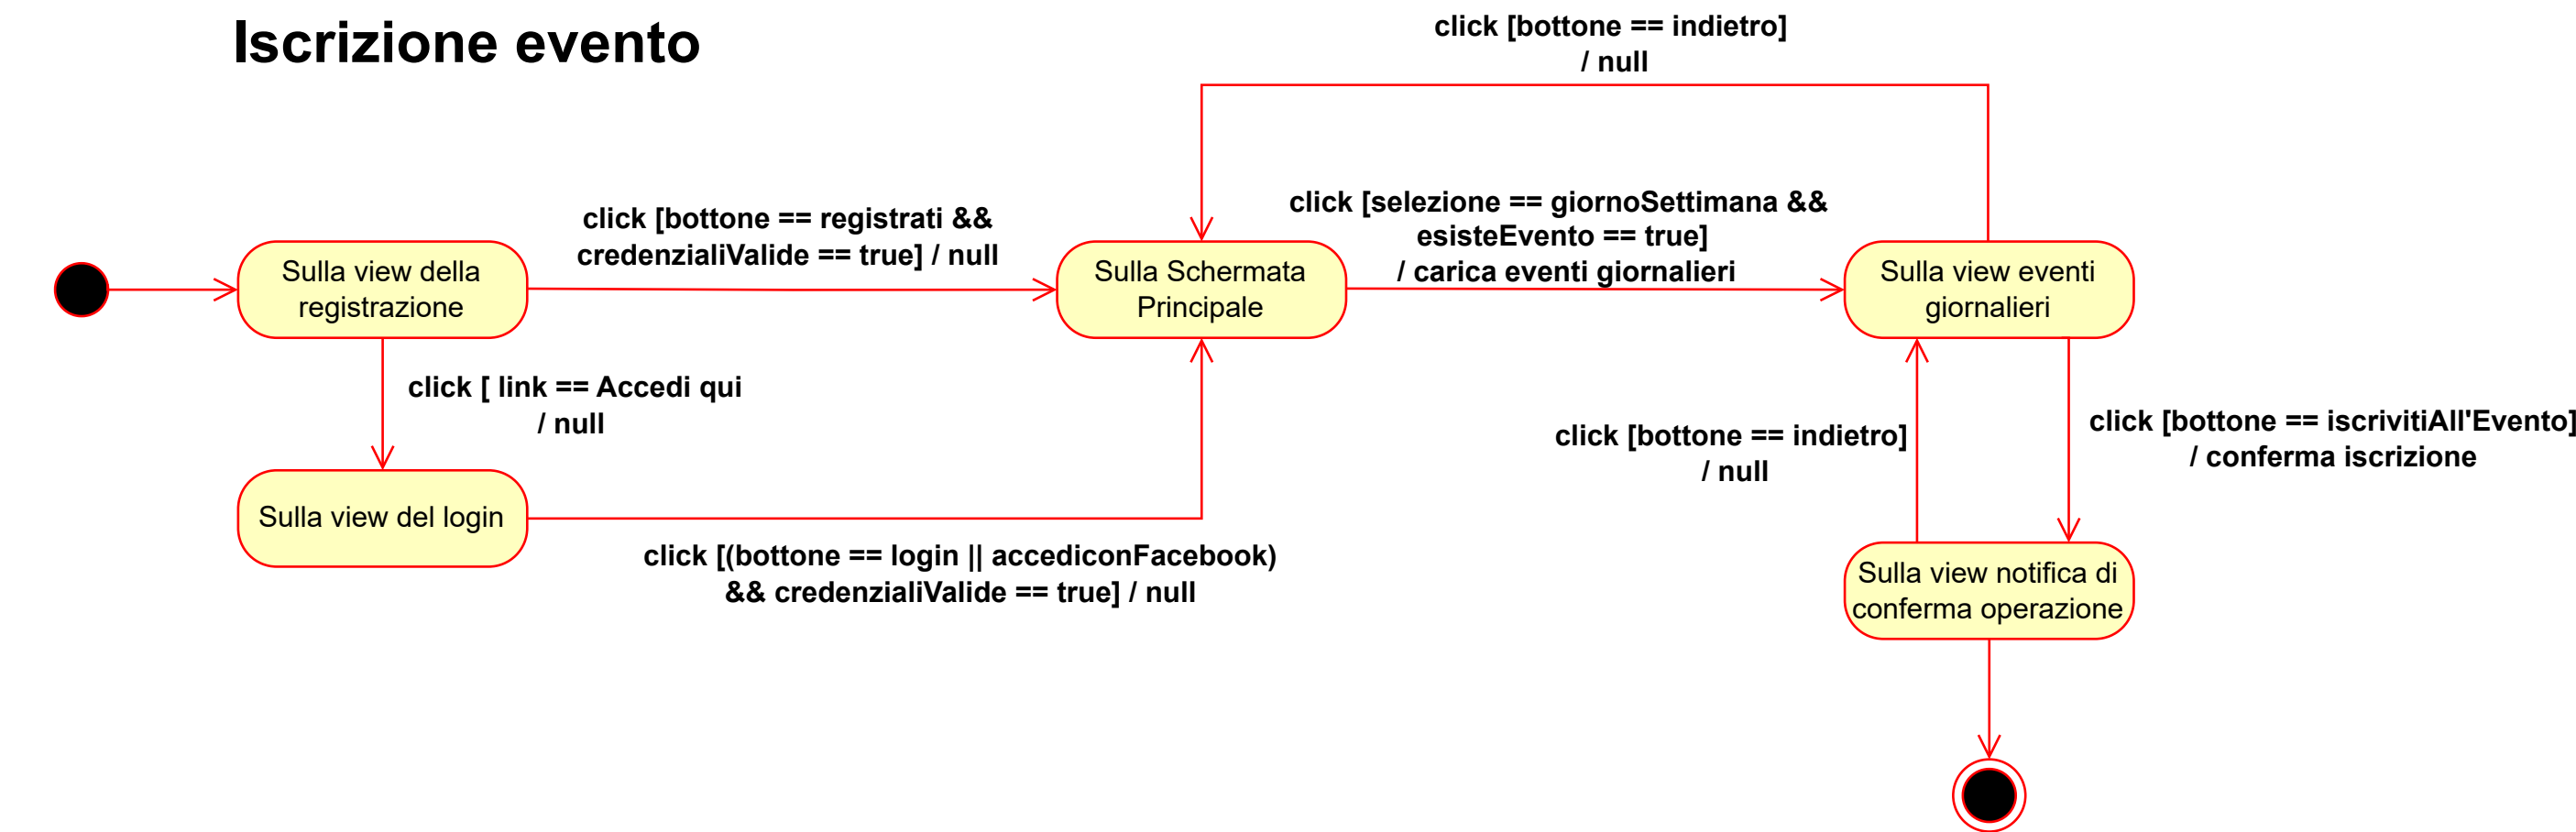 Iscrizione evento
click [bottone == indietro]
/ null
click [bottone == registrati &&
credenzialiValide == true] / null
click [selezione == giornoSettimana &&
esisteEvento == true]
/ carica eventi giornalieri
Sulla view della
registrazione
Sulla Schermata
Principale
Sulla view eventi
giornalieri
click [ link == Accedi qui
/ null
click [bottone == indietro]
/ null
click [bottone == iscrivitiAll'Evento]
/ conferma iscrizione
Sulla view del login
click [(bottone == login || accediconFacebook)
&& credenzialiValide == true] / null
Sulla view notifica di
conferma operazione